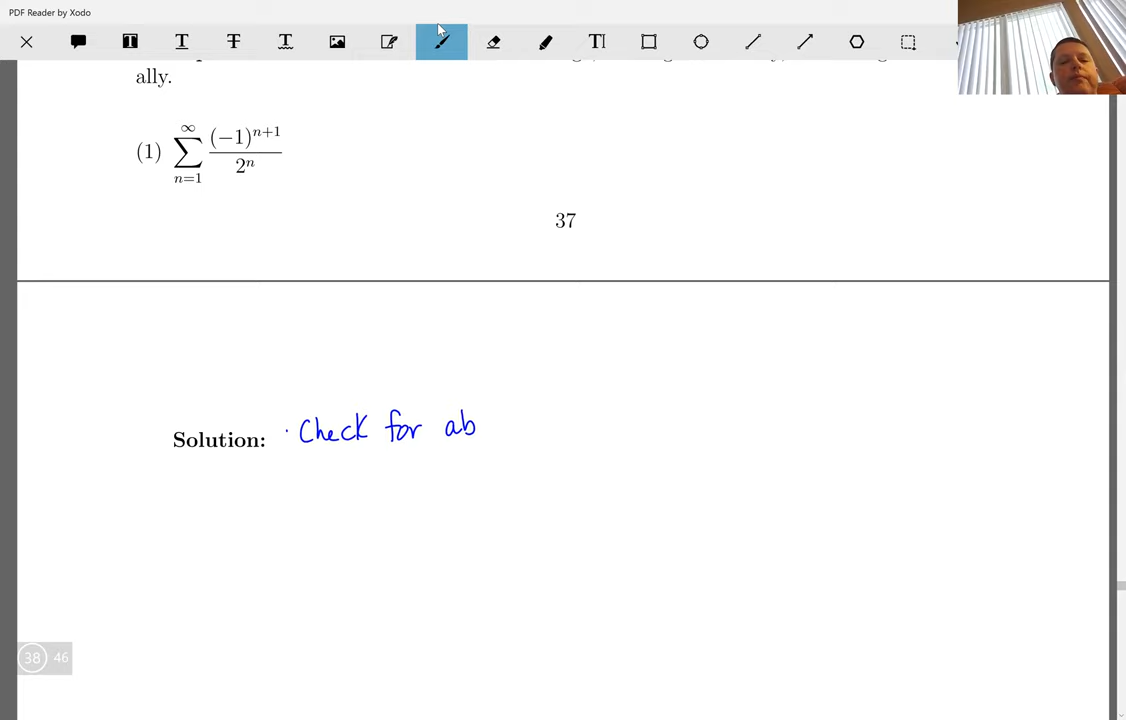 PDF Reader by Xodo
ally.
(1) ∑_{n=1}^{∞} (−1)^{n+1} / 2^n
37
Solution: · Check for ab
38 46